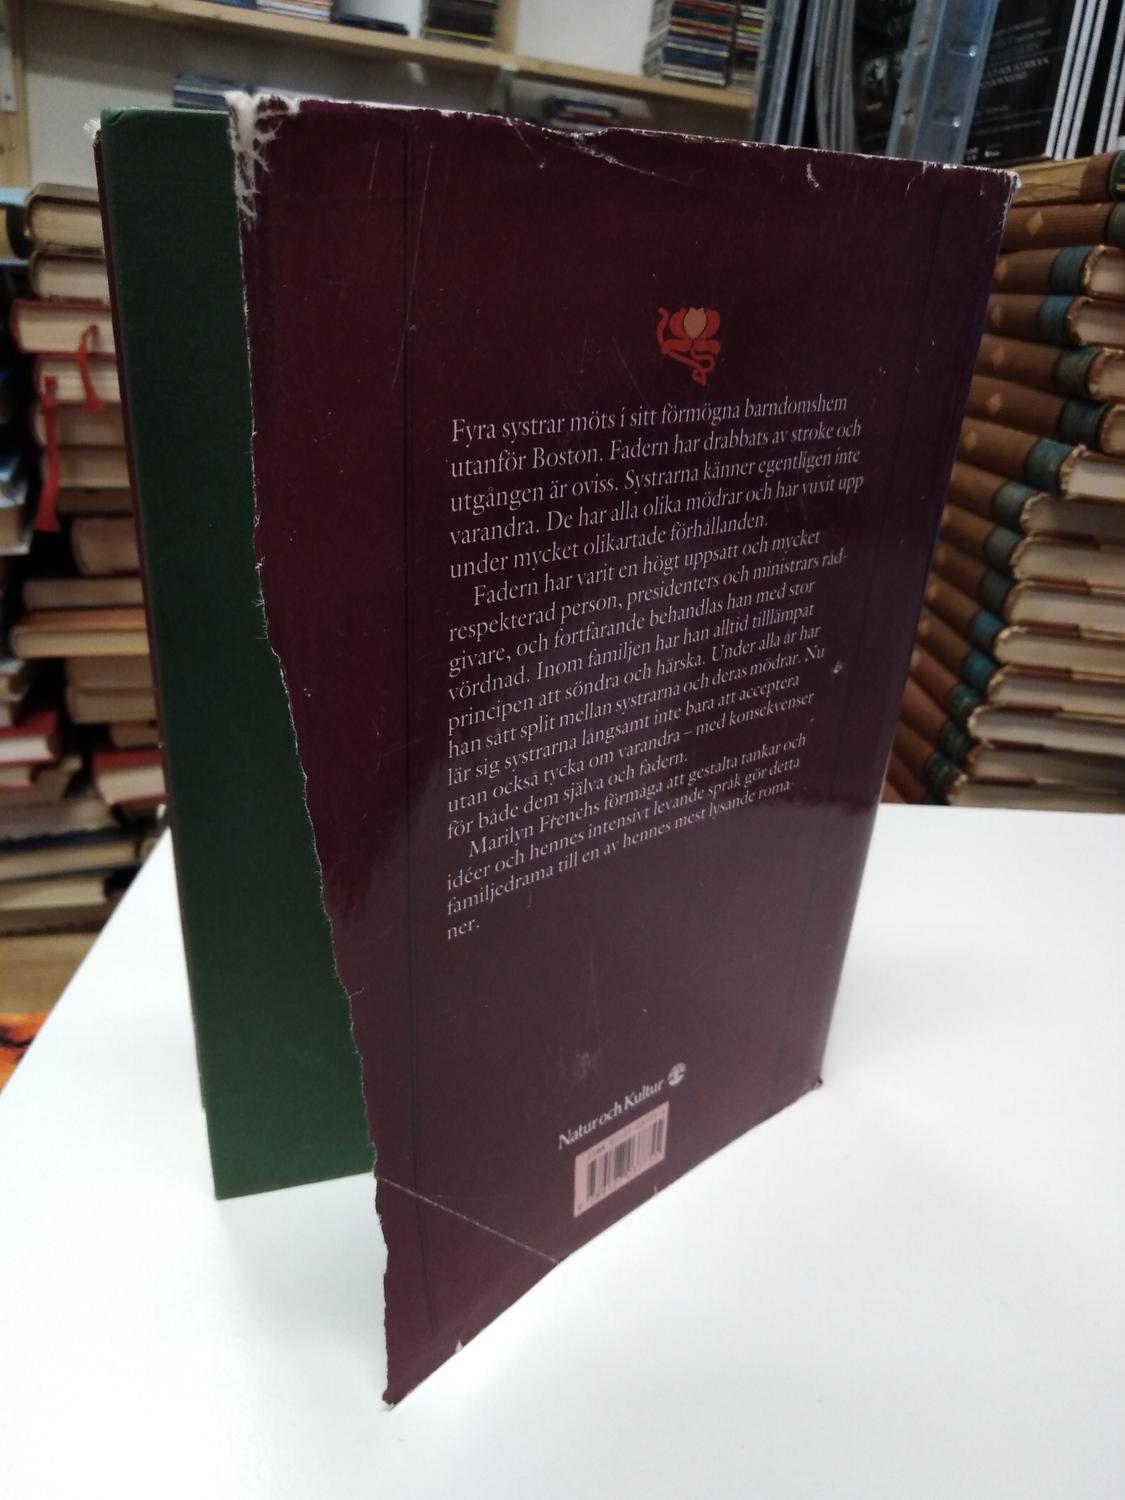 Fyra systrar möts i sitt förmögna barndomshem
utanför Boston. Fadern har drabbats av stroke och
utgången är oviss. Systrarna känner egentligen inte
varandra. De har alla olika mödrar och har vuxit upp
under mycket olikartade förhållanden.
Fadern har varit en högt uppsatt och mycket
respekterad person, presidenters och ministrars råd-
givare, och fortfarande behandlas han med stor
vördnad. Inom familjen har han alltid tilllämpat
principen att söndra och härska. Under alla år har
han sått split mellan systrarna och deras mödrar. Nu
lär sig systrarna långsamt inte bara att acceptera
utan också tycka om varandra – med konsekvenser
för både dem själva och fadern.
Marilyn Frenchs förmåga att gestalta tankar och
idéer och hennes intensivt levande språk gör detta
familjedrama till en av hennes mest lysande roma-
ner.
Natur och Kultur